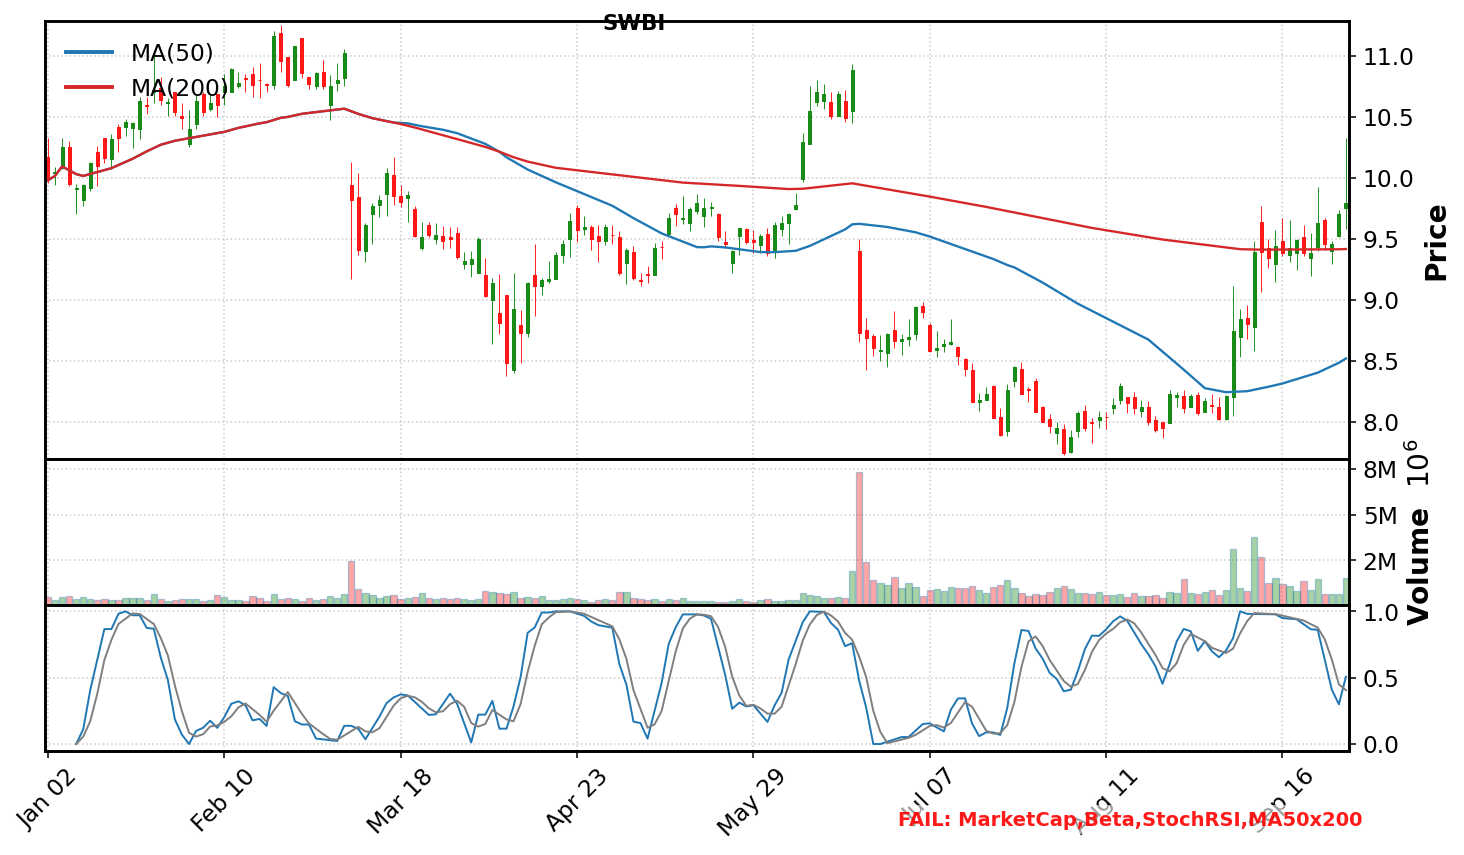 SWBI
MA(50)
MA(200)
11.0
10.5
10.0
9.5
9.0
8.5
8.0
Price
10^6
8M
5M
2M
Volume
1.0
0.5
0.0
Jan 02
Feb 10
Mar 18
Apr 23
May 29
Jul 07
Aug 11
Sep 16
FAIL: MarketCap,Beta,StochRSI,MA50x200